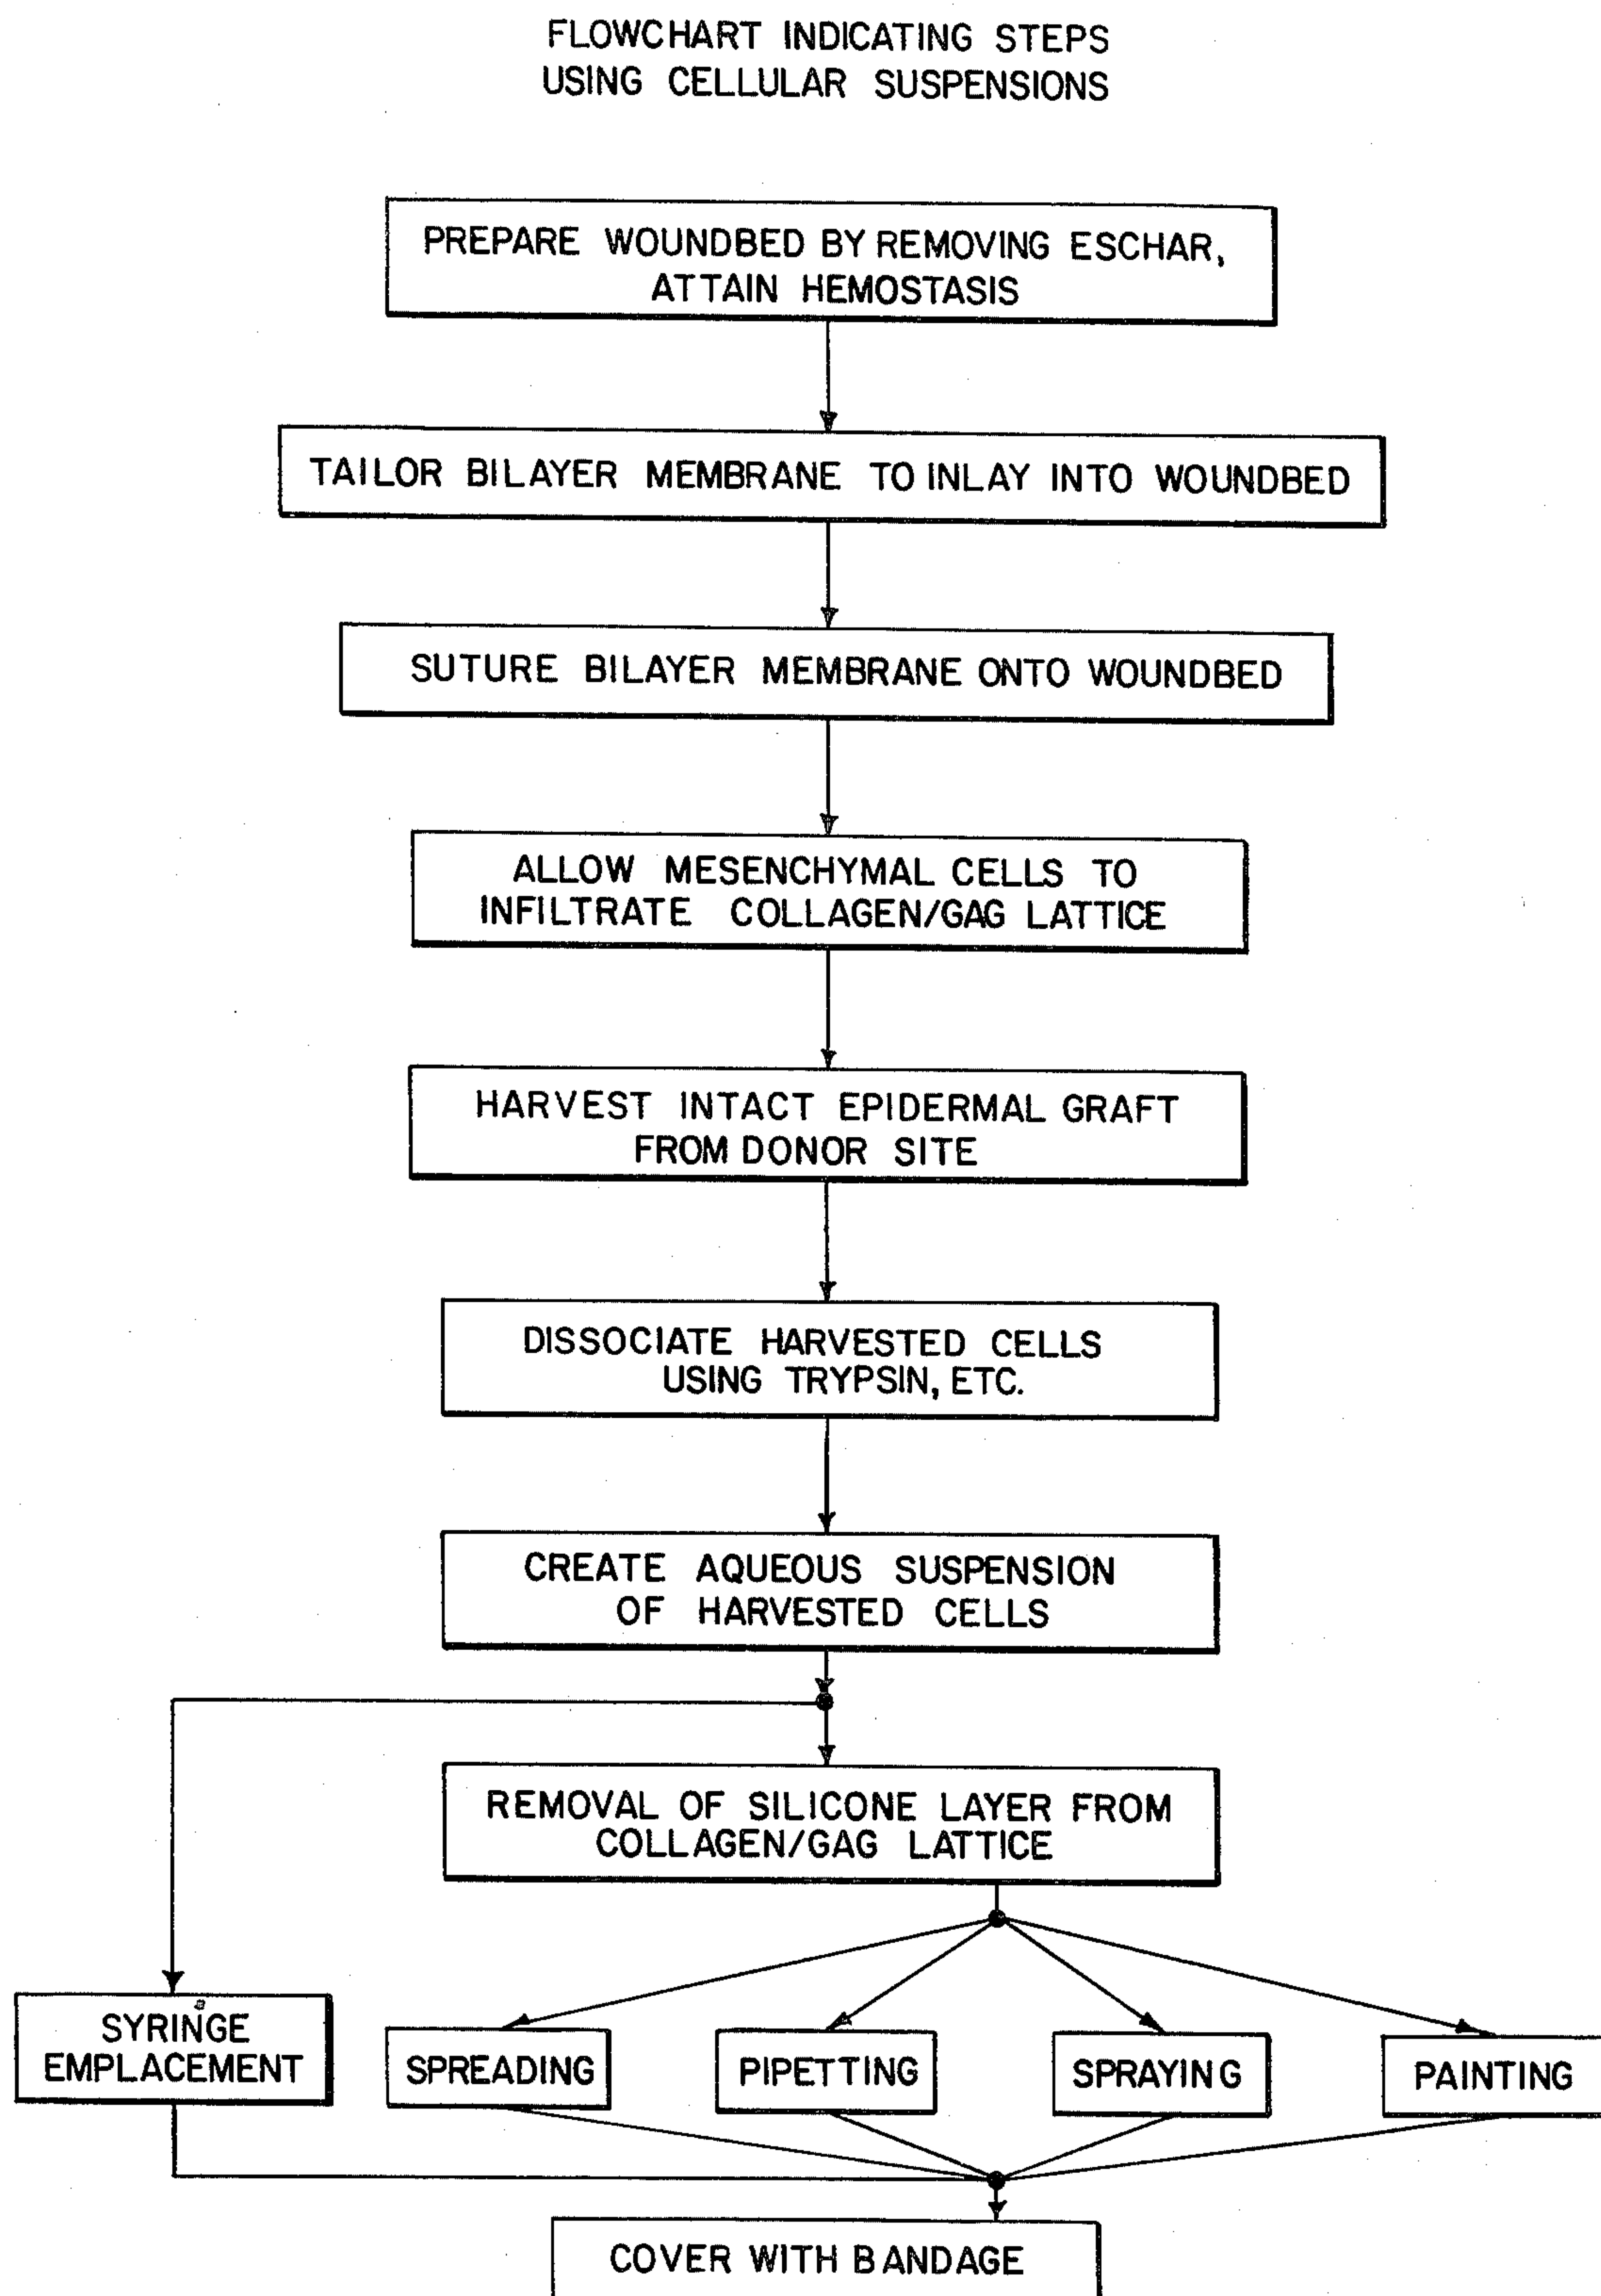 FLOWCHART INDICATING STEPS
USING CELLULAR SUSPENSIONS
PREPARE WOUNDBED BY REMOVING ESCHAR,
ATTAIN HEMOSTASIS
TAILOR BILAYER MEMBRANE TO INLAY INTO WOUNDBED
SUTURE BILAYER MEMBRANE ONTO WOUNDBED
ALLOW MESENCHYMAL CELLS TO
INFILTRATE COLLAGEN/GAG LATTICE
HARVEST INTACT EPIDERMAL GRAFT
FROM DONOR SITE
DISSOCIATE HARVESTED CELLS
USING TRYPSIN, ETC.
CREATE AQUEOUS SUSPENSION
OF HARVESTED CELLS
REMOVAL OF SILICONE LAYER FROM
COLLAGEN/GAG LATTICE
SYRINGE
EMPLACEMENT
SPREADING
PIPETTING
SPRAYING
PAINTING
COVER WITH BANDAGE